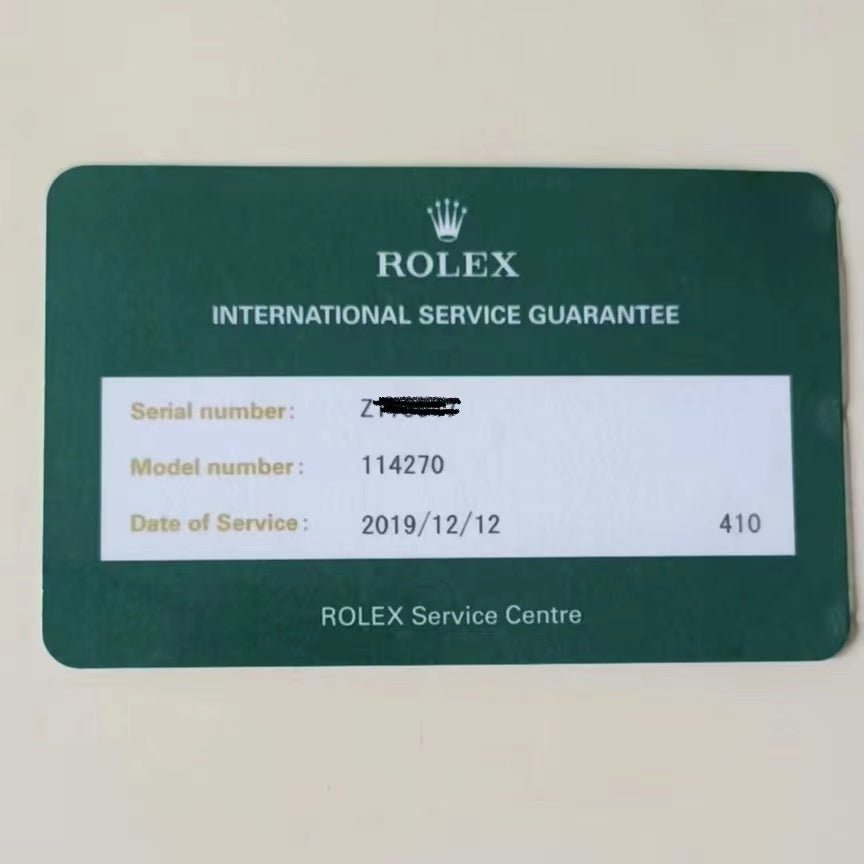 ROLEX
INTERNATIONAL SERVICE GUARANTEE
Serial number:
Model number: 114270
Date of Service: 2019/12/12 410
ROLEX Service Centre